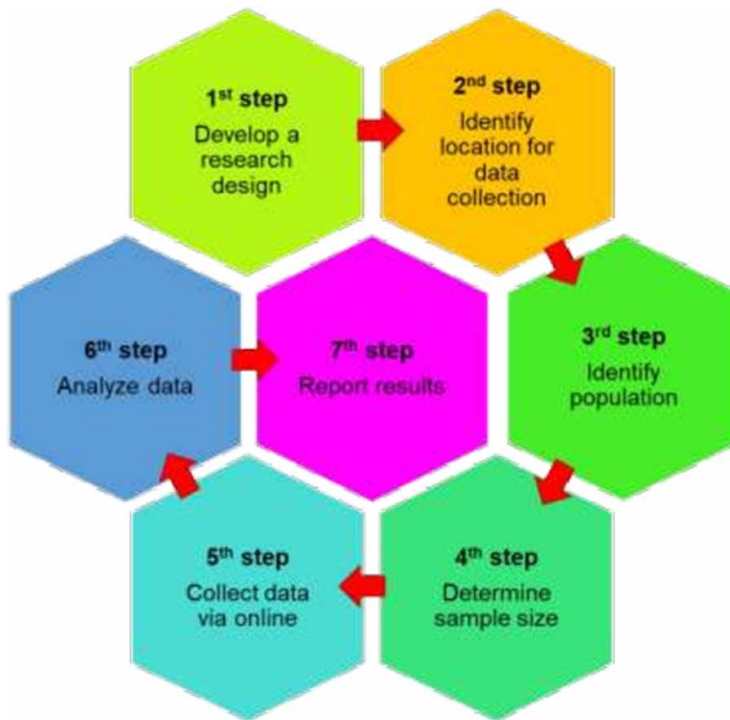 1st step
Develop a
research
design
2nd step
Identify
location for
data
collection
3rd step
Identify
population
4th step
Determine
sample size
5th step
Collect data
via online
6th step
Analyze data
7th step
Report results